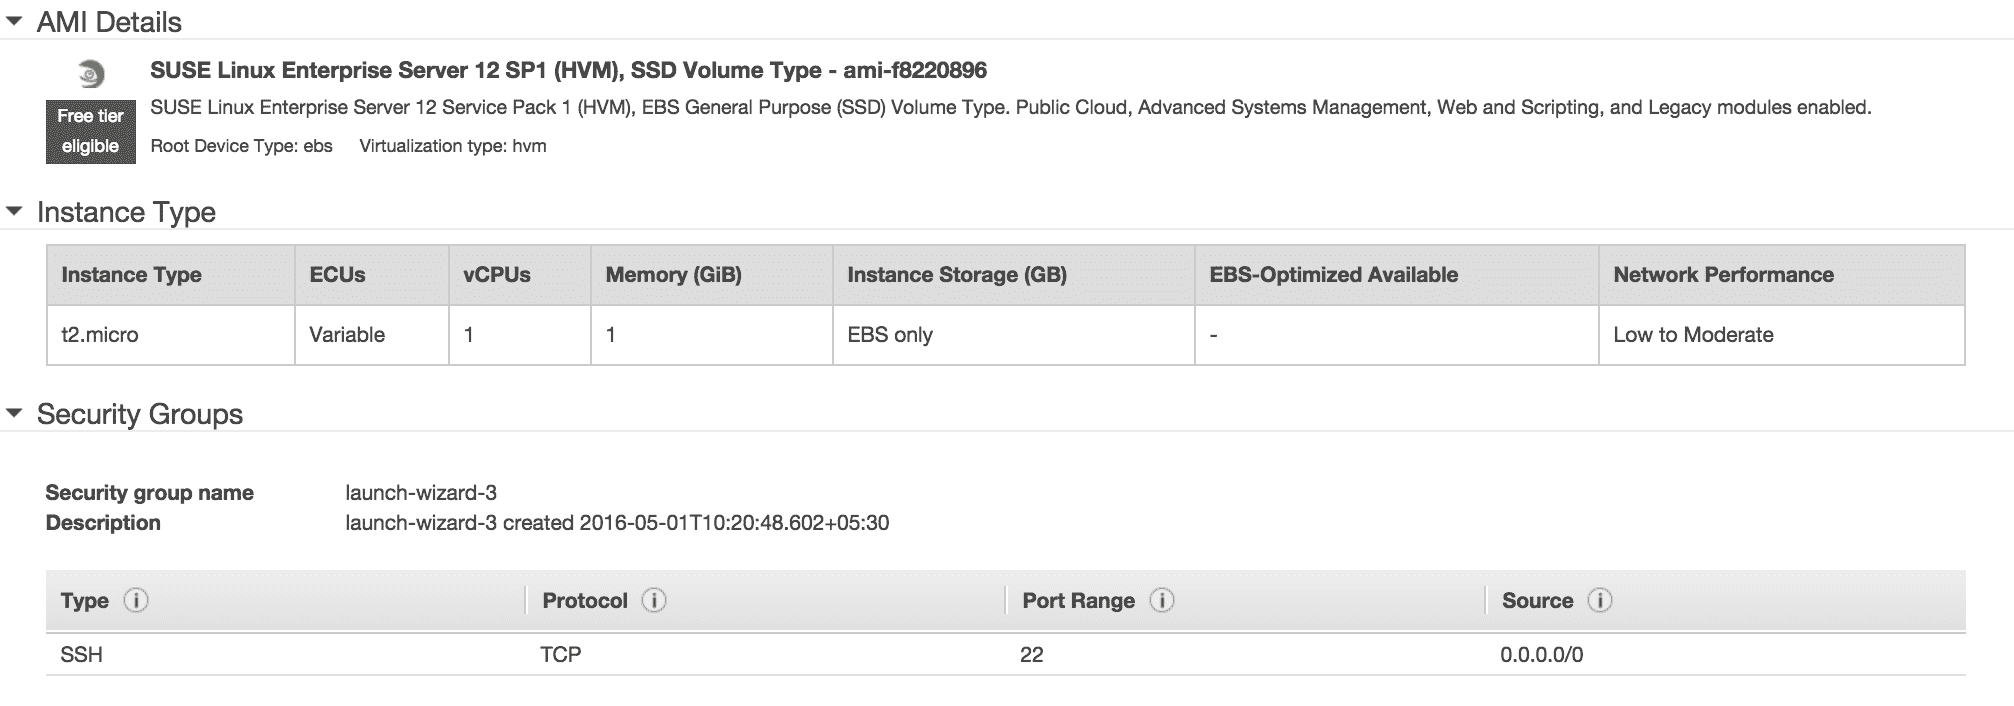 AMI Details
SUSE Linux Enterprise Server 12 SP1 (HVM), SSD Volume Type - ami-f8220896
Free tier
eligible
SUSE Linux Enterprise Server 12 Service Pack 1 (HVM), EBS General Purpose (SSD) Volume Type. Public Cloud, Advanced Systems Management, Web and Scripting, and Legacy modules enabled.
Root Device Type: ebs Virtualization type: hvm
Instance Type
Instance Type ECUs vCPUs Memory (GiB) Instance Storage (GB) EBS-Optimized Available Network Performance
t2.micro Variable 1 1 EBS only - Low to Moderate
Security Groups
Security group name launch-wizard-3
Description launch-wizard-3 created 2016-05-01T10:20:48.602+05:30
Type i Protocol i Port Range i Source i
SSH TCP 22 0.0.0.0/0